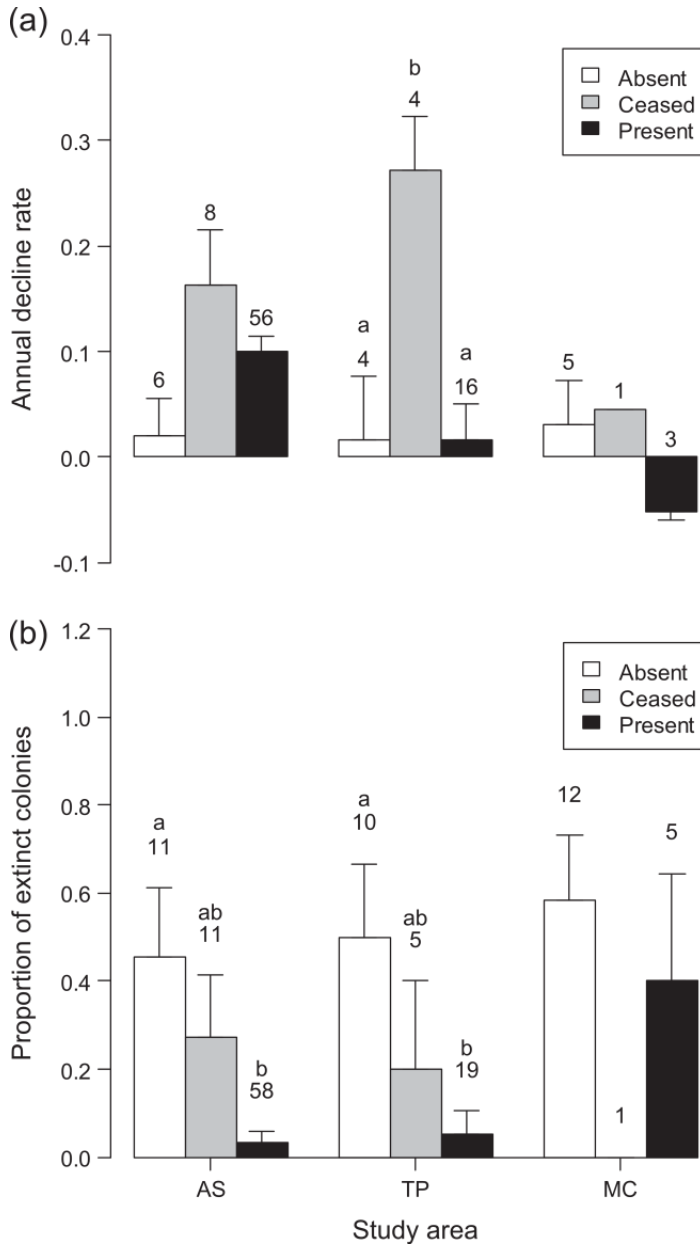 (a)
0.4
0.3
0.2
0.1
0.0
-0.1
Annual decline rate
Absent
Ceased
Present
6
8
56
a
4
b
4
a
16
5
1
3
(b)
1.2
1.0
0.8
0.6
0.4
0.2
0.0
Proportion of extinct colonies
Absent
Ceased
Present
a
11
ab
11
b
58
a
10
ab
5
b
19
12
1
5
AS
TP
MC
Study area